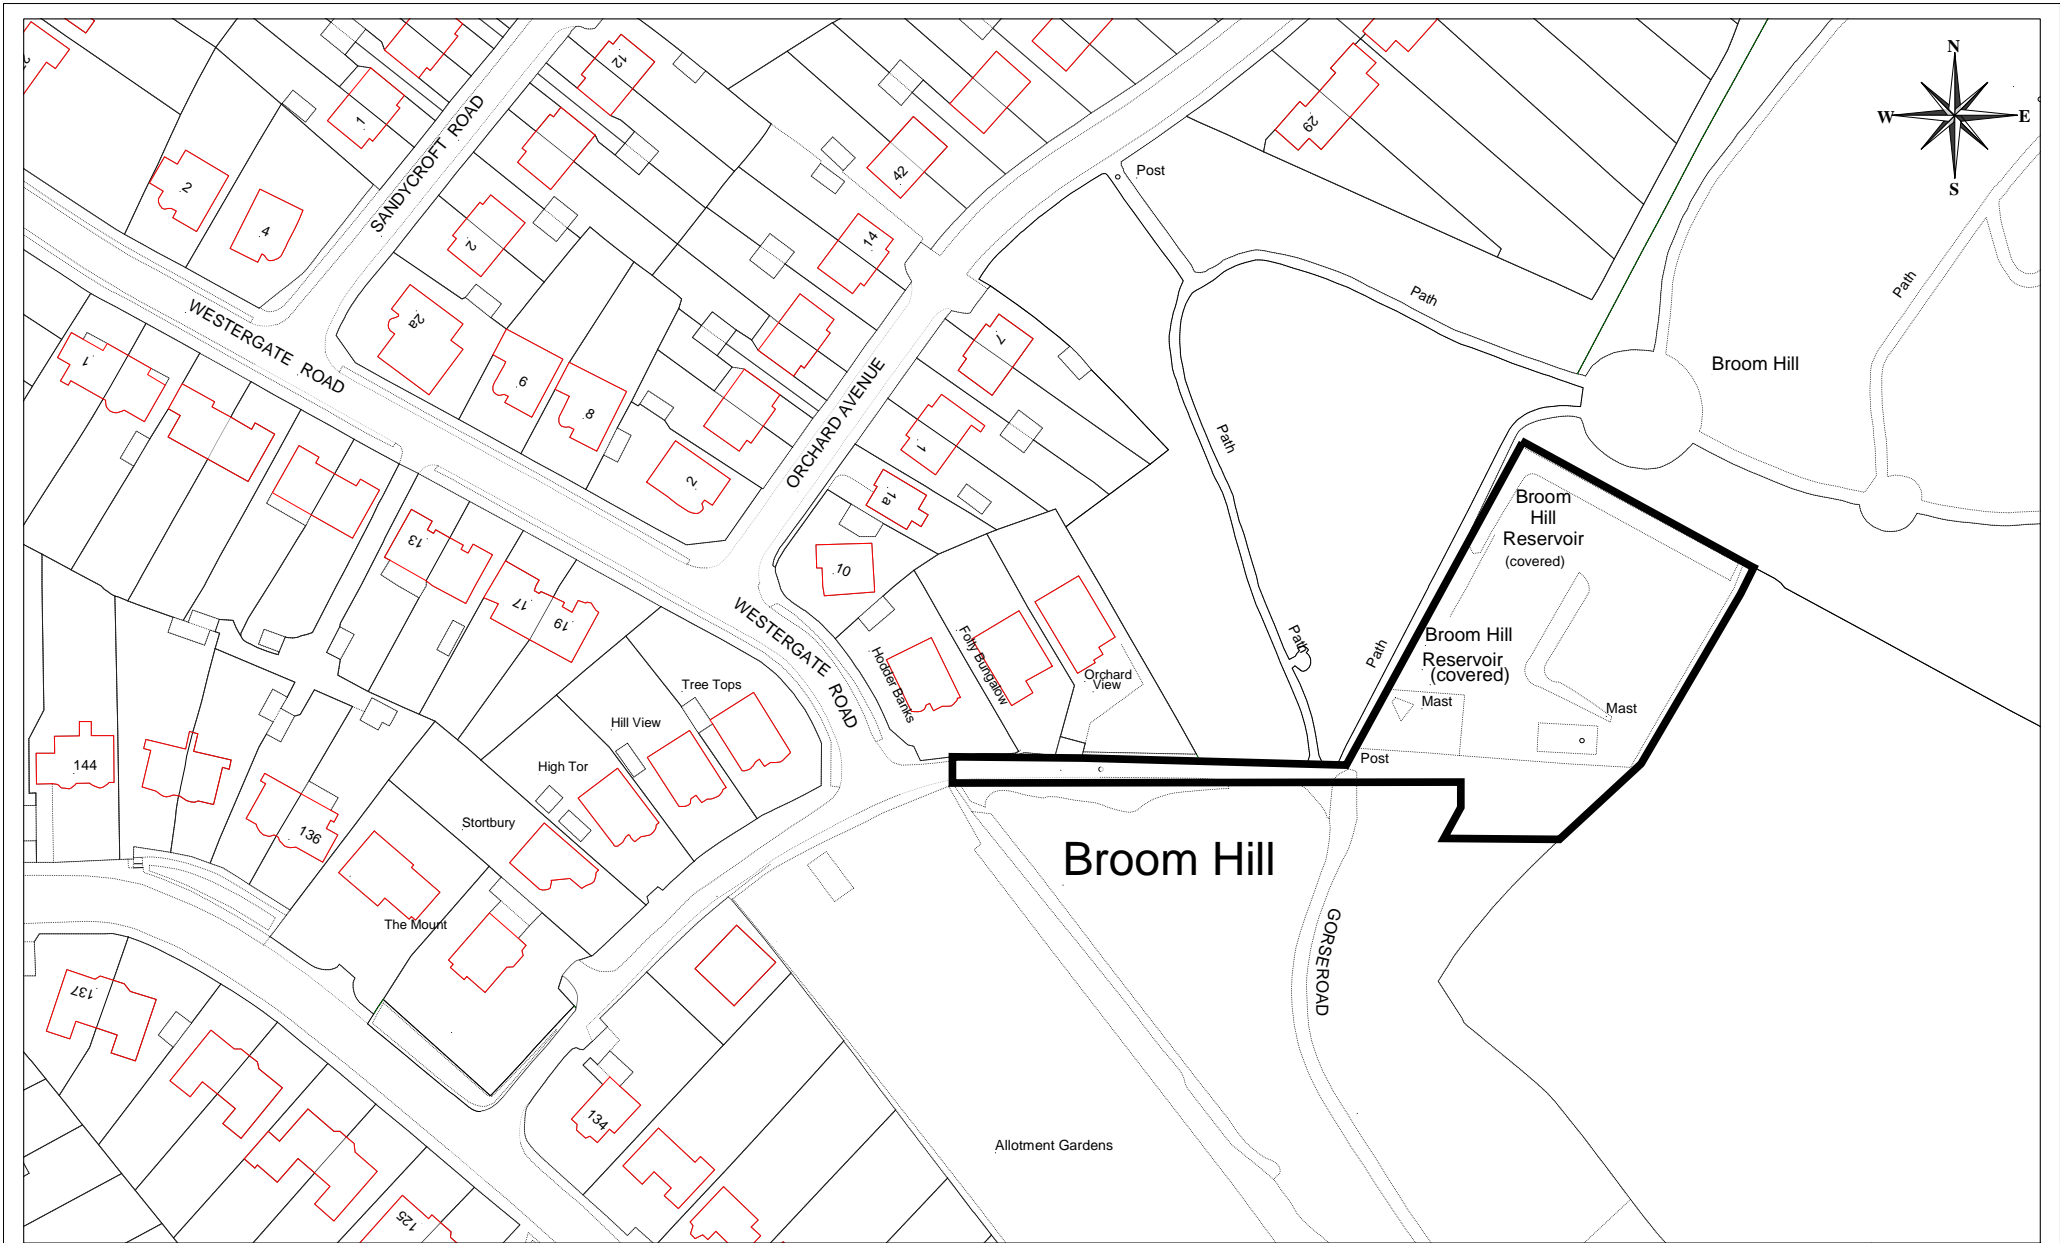 N
W
E
S
12
1
2
4
SANDYCROFT ROAD
42
29
Post
14
2
2a
WESTERGATE ROAD
1
6
8
2
ORCHARD AVENUE
7
1
1a
10
Path
Path
Path
Broom Hill
Broom
Hill
Reservoir
(covered)
13
17
19
WESTERGATE ROAD
Hodder Banks
Folly Bungalow
Orchard
View
Path
Path
Broom Hill
Reservoir
(covered)
Mast
Mast
Post
Tree Tops
Hill View
High Tor
Stortbury
144
136
The Mount
Broom Hill
GORSEROAD
137
134
125
Allotment Gardens